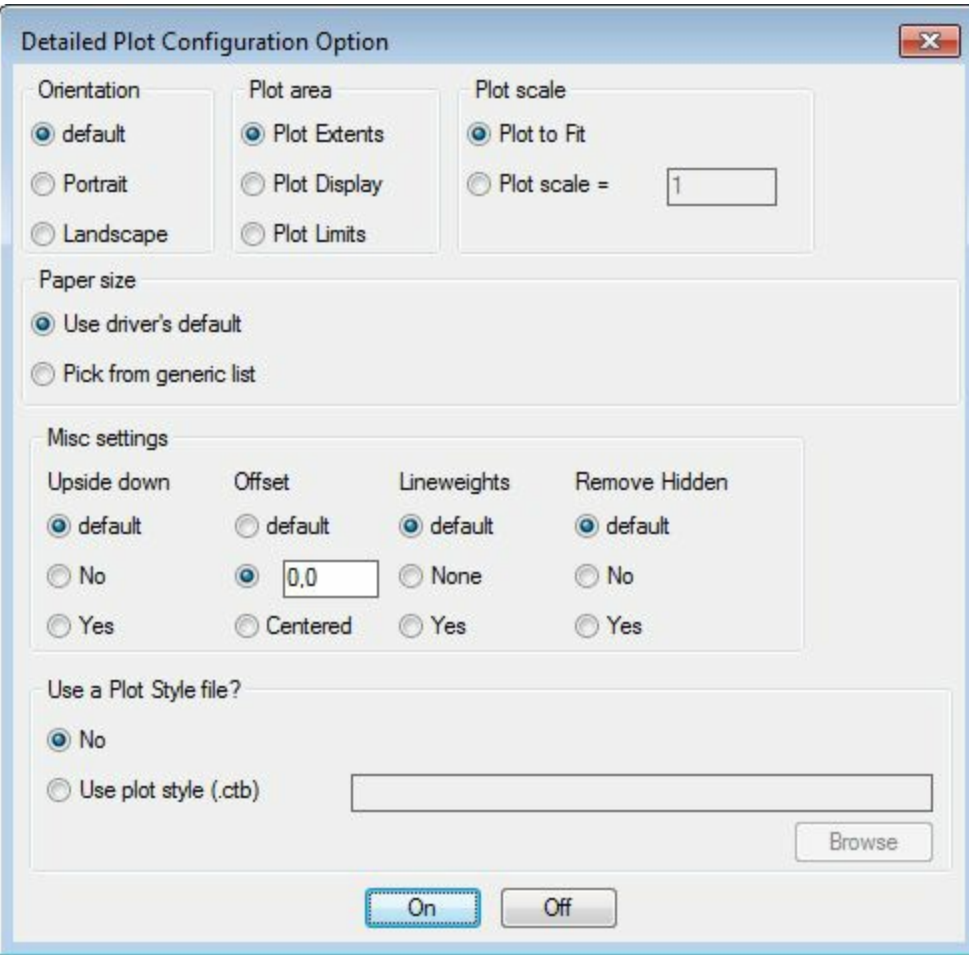 Detailed Plot Configuration Option
Orientation
default
Portrait
Landscape
Plot area
Plot Extents
Plot Display
Plot Limits
Plot scale
Plot to Fit
Plot scale = 1
Paper size
Use driver's default
Pick from generic list
Misc settings
Upside down
default
No
Yes
Offset
default
0,0
Centered
Lineweights
default
None
Yes
Remove Hidden
default
No
Yes
Use a Plot Style file?
No
Use plot style (.ctb)
Browse
On
Off